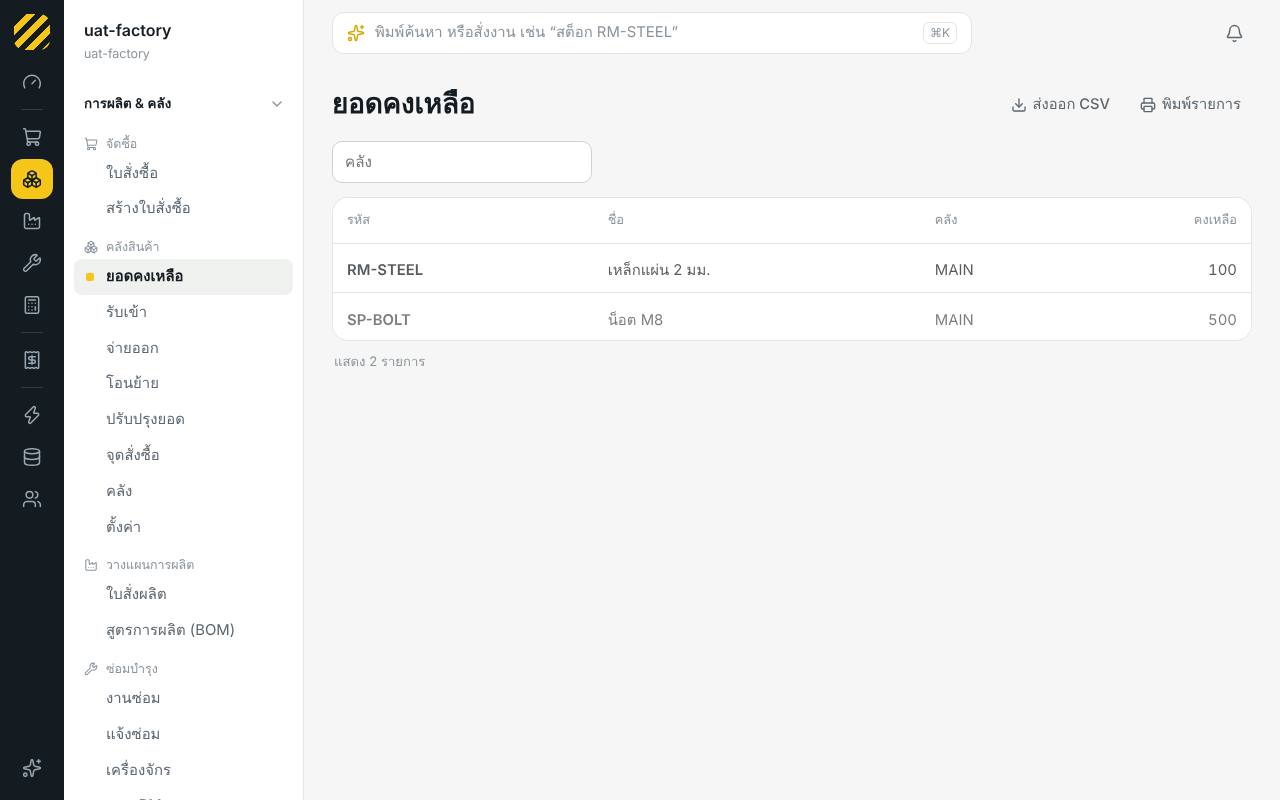 uat-factory
uat-factory
การผลิต & คลัง
จัดซื้อ
ใบสั่งซื้อ
สร้างใบสั่งซื้อ
คลังสินค้า
ยอดคงเหลือ
รับเข้า
จ่ายออก
โอนย้าย
ปรับปรุงยอด
จุดสั่งซื้อ
คลัง
ตั้งค่า
วางแผนการผลิต
ใบสั่งผลิต
สูตรการผลิต (BOM)
ซ่อมบำรุง
งานซ่อม
แจ้งซ่อม
เครื่องจักร
พิมพ์ค้นหา หรือสั่งงาน เช่น “สต็อก RM-STEEL” ⌘K
ยอดคงเหลือ
ส่งออก CSV พิมพ์รายการ
คลัง
รหัส ชื่อ คลัง คงเหลือ
RM-STEEL เหล็กแผ่น 2 มม. MAIN 100
SP-BOLT น็อต M8 MAIN 500
แสดง 2 รายการ